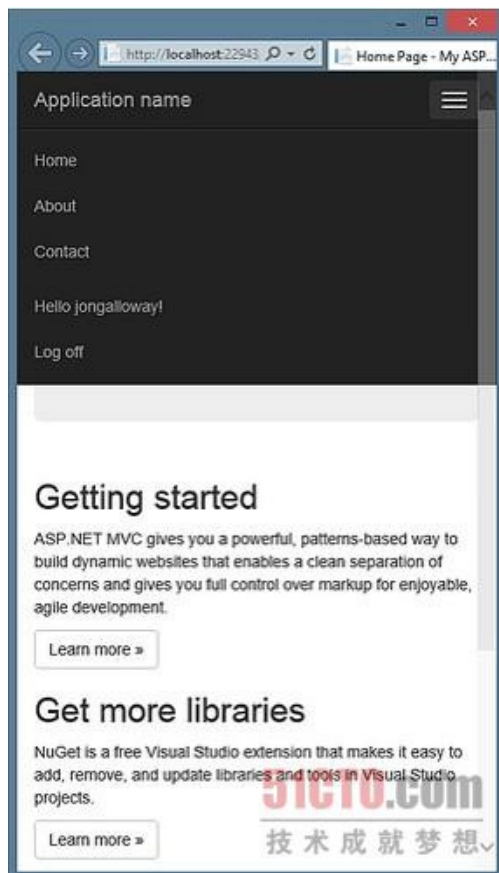 http://localhost:22943
Home Page - My ASP...
Application name
Home
About
Contact
Hello jongalloway!
Log off
Getting started
ASP.NET MVC gives you a powerful, patterns-based way to
build dynamic websites that enables a clean separation of
concerns and gives you full control over markup for enjoyable,
agile development.
Learn more »
Get more libraries
NuGet is a free Visual Studio extension that makes it easy to
add, remove, and update libraries and tools in Visual Studio
projects.
Learn more »
51CTO.com
技术成就梦想